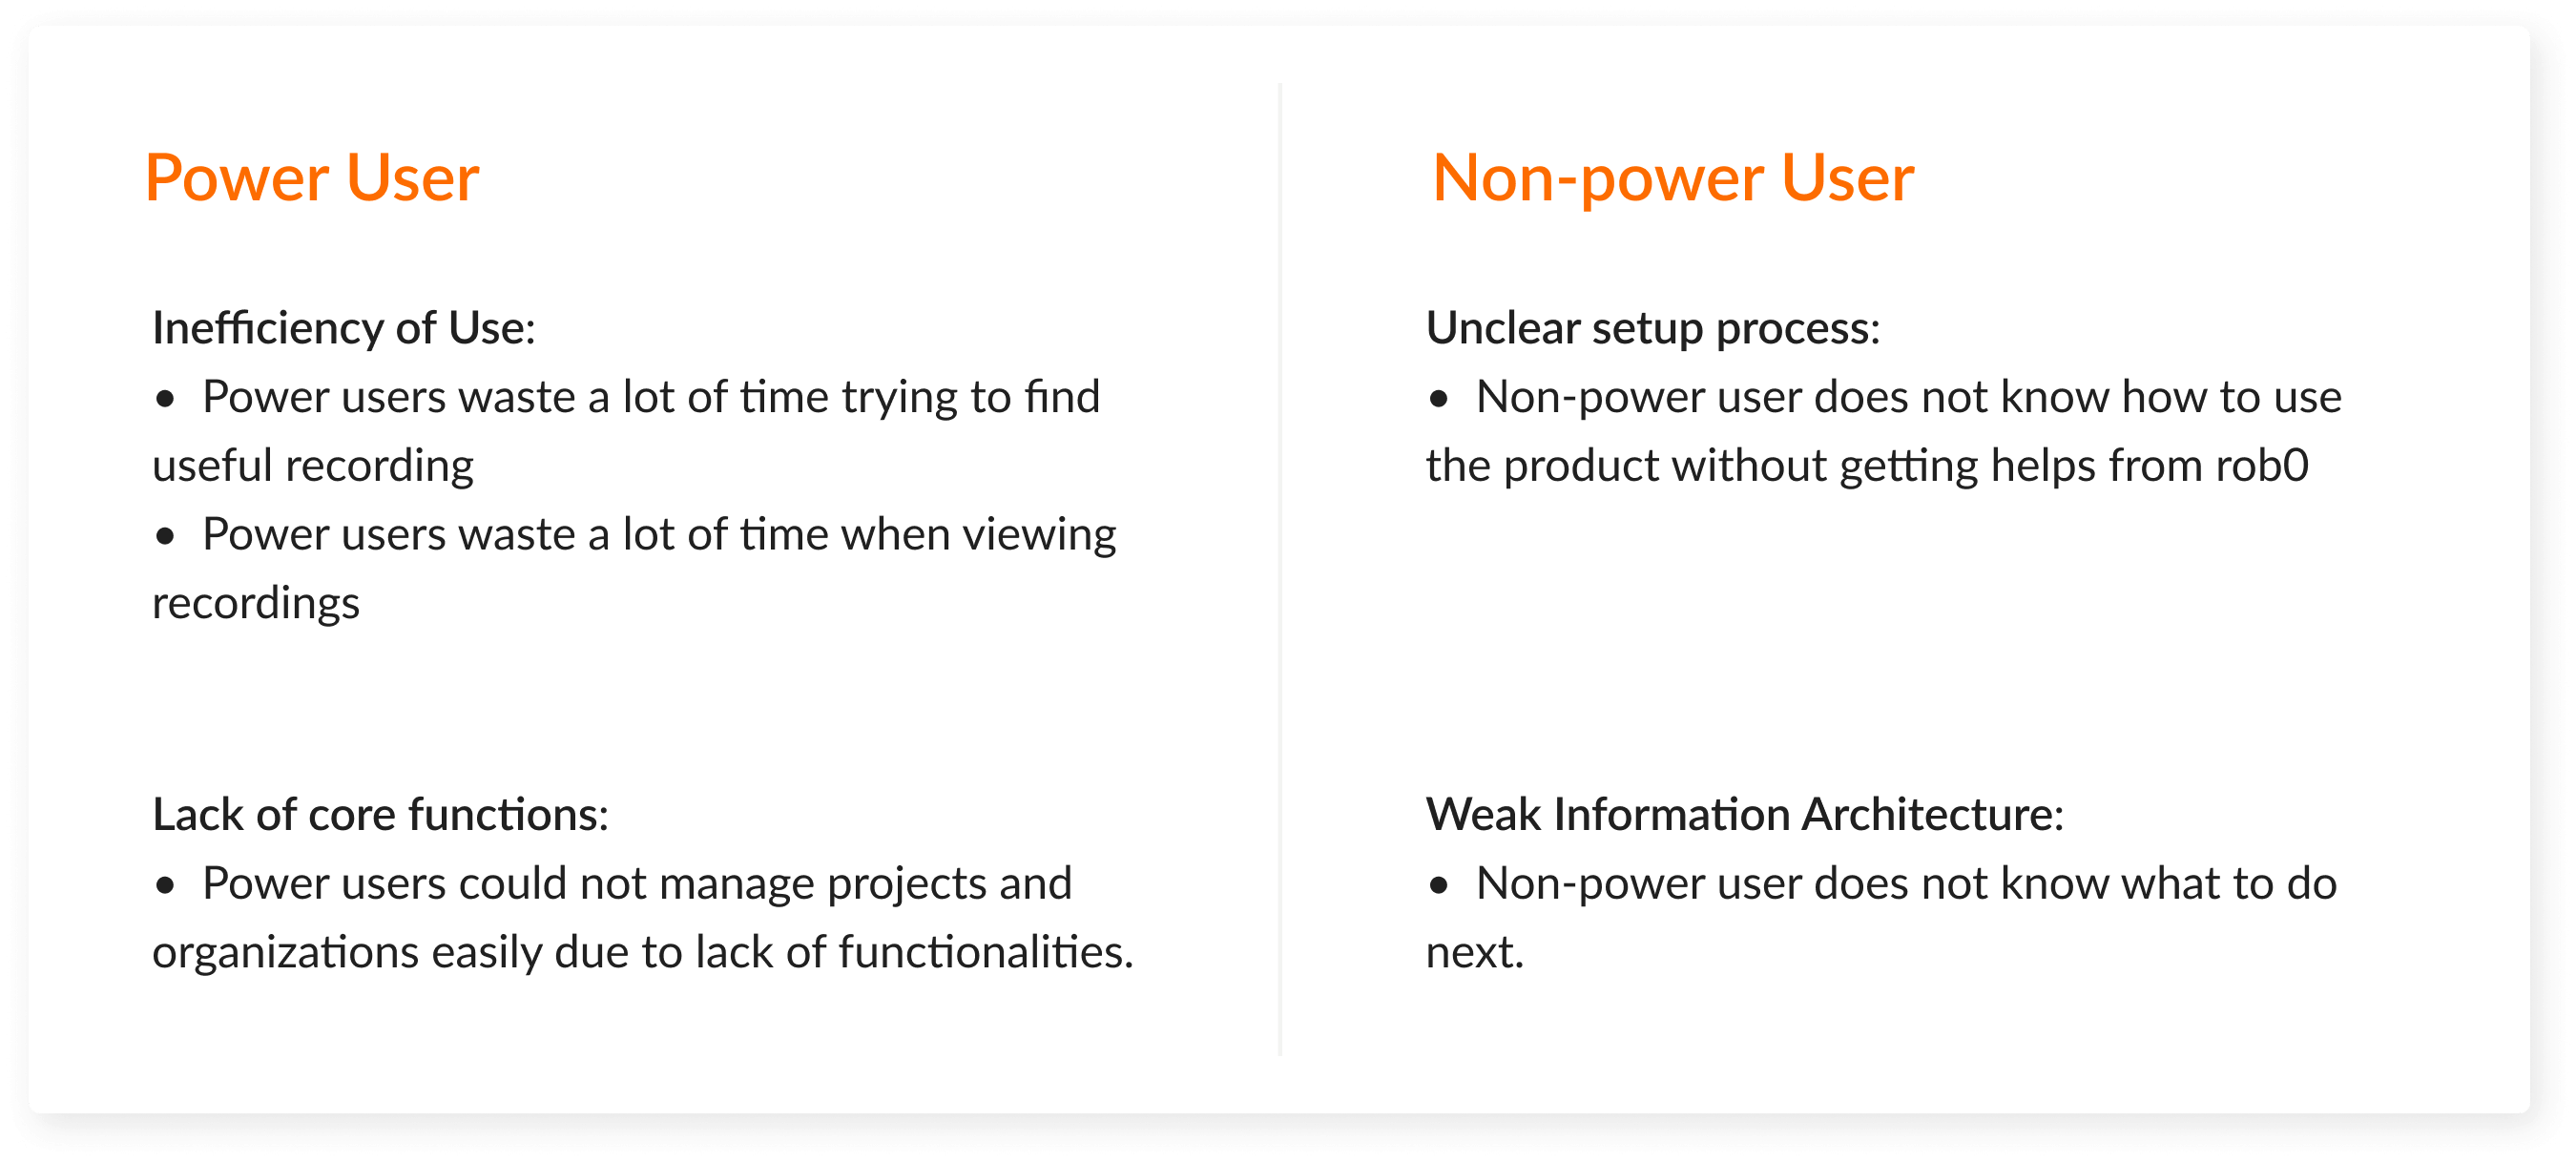 Power User
Inefficiency of Use:
• Power users waste a lot of time trying to find
useful recording
• Power users waste a lot of time when viewing
recordings
Lack of core functions:
• Power users could not manage projects and
organizations easily due to lack of functionalities.
Non-power User
Unclear setup process:
• Non-power user does not know how to use
the product without getting helps from rob0
Weak Information Architecture:
• Non-power user does not know what to do
next.